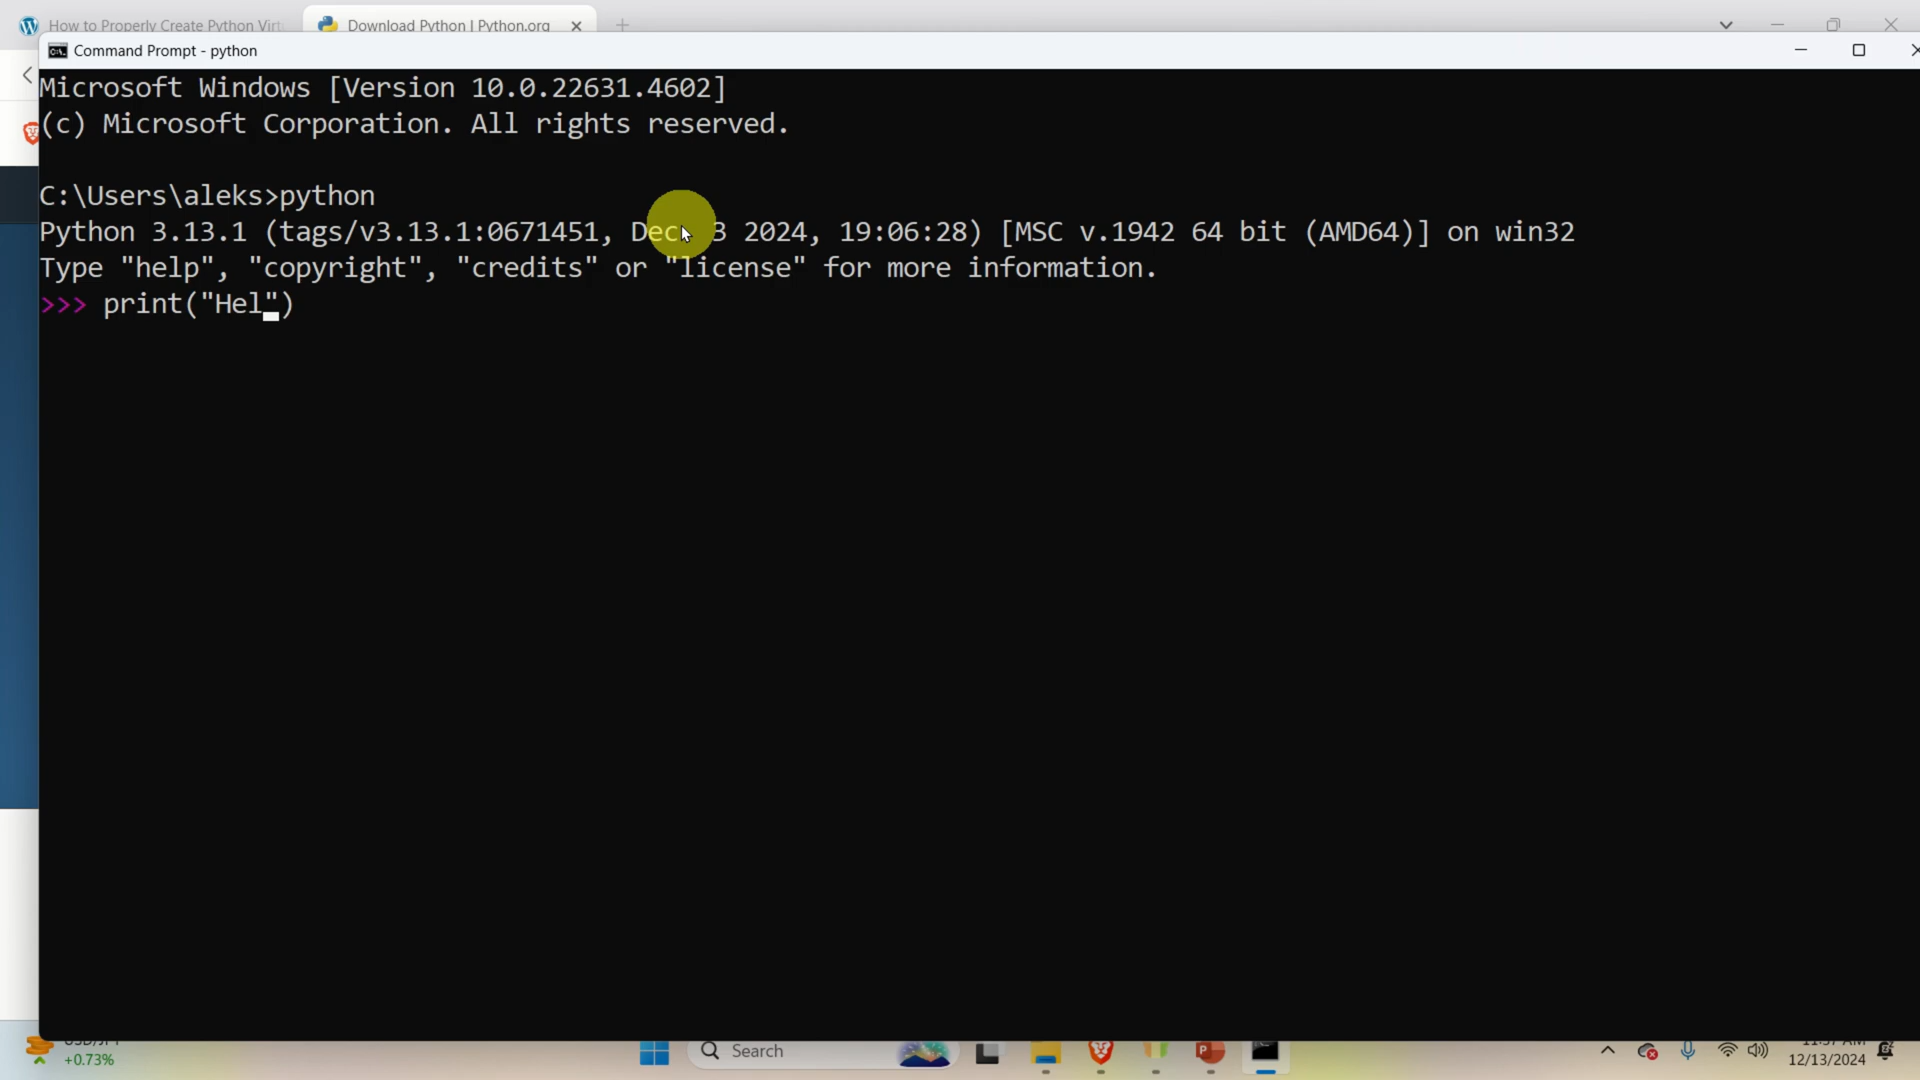 How to Properly Create Python Virt
Download Python | Python.org
Command Prompt - python
Microsoft Windows [Version 10.0.22631.4602]
(c) Microsoft Corporation. All rights reserved.
C:\Users\aleks>python
Python 3.13.1 (tags/v3.13.1:0671451, Dec 3 2024, 19:06:28) [MSC v.1942 64 bit (AMD64)] on win32
Type "help", "copyright", "credits" or "license" for more information.
>>> print("Hel")
+0.73%
Search
12/13/2024